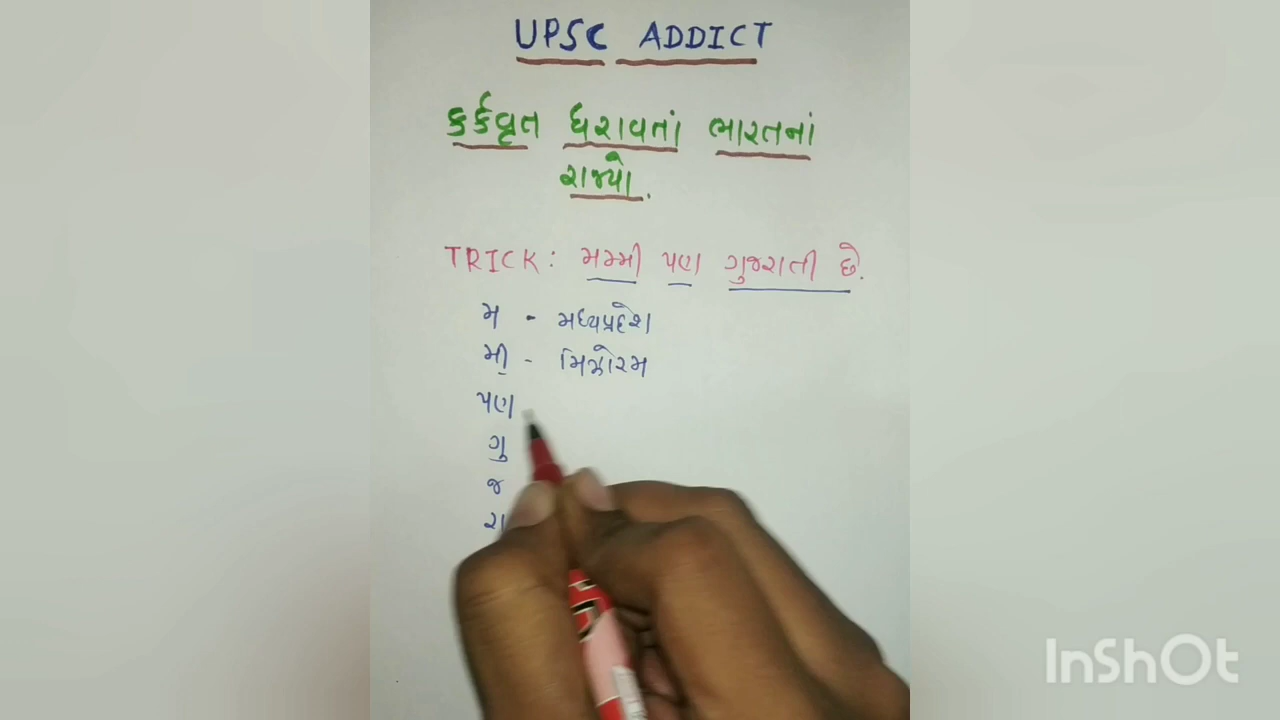 UPSC ADDICT
કર્કવૃત ધરાવતાં ભારતનાં
રાજ્યો.
TRICK: મમ્મી પણ ગુજરાતી છે.
મ - મધ્યપ્રદેશ
મી - મિઝોરમ
પણ
ગુ
જ
રા
InShOt